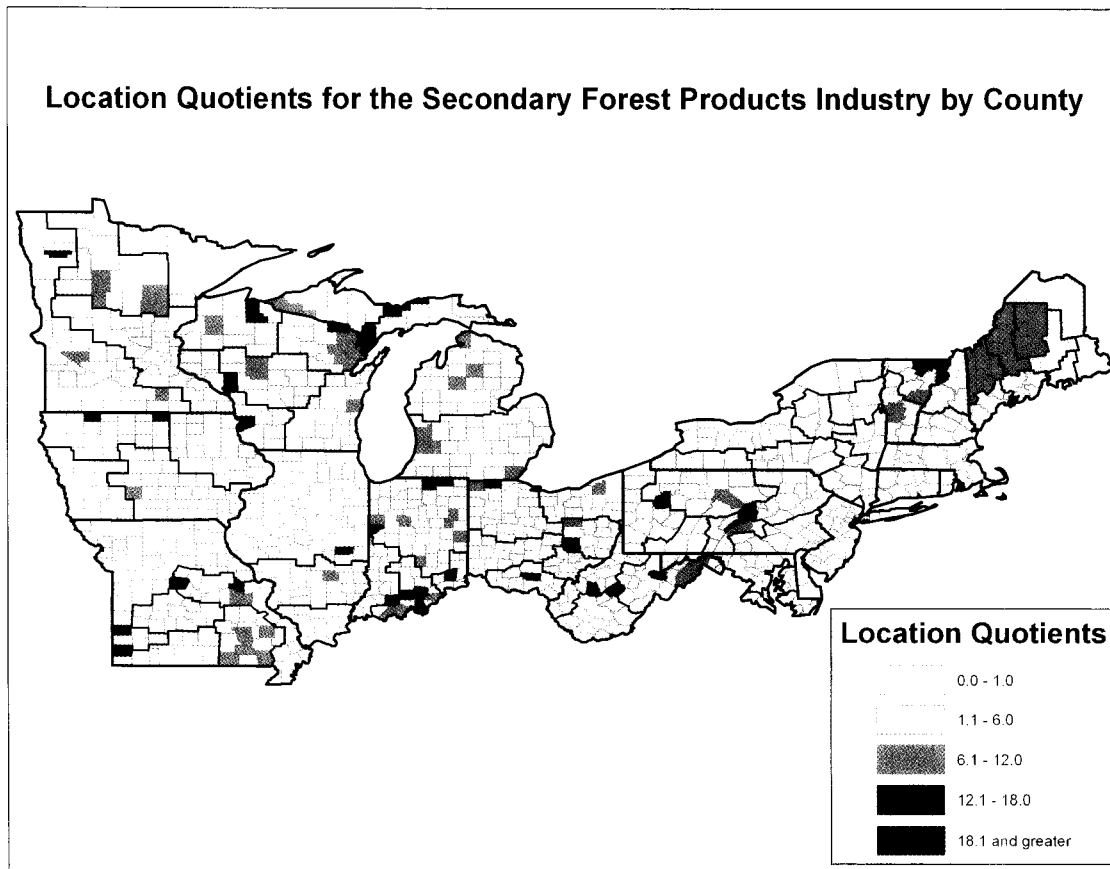 Location Quotients for the Secondary Forest Products Industry by County
Location Quotients
0.0 - 1.0
1.1 - 6.0
6.1 - 12.0
12.1 - 18.0
18.1 and greater